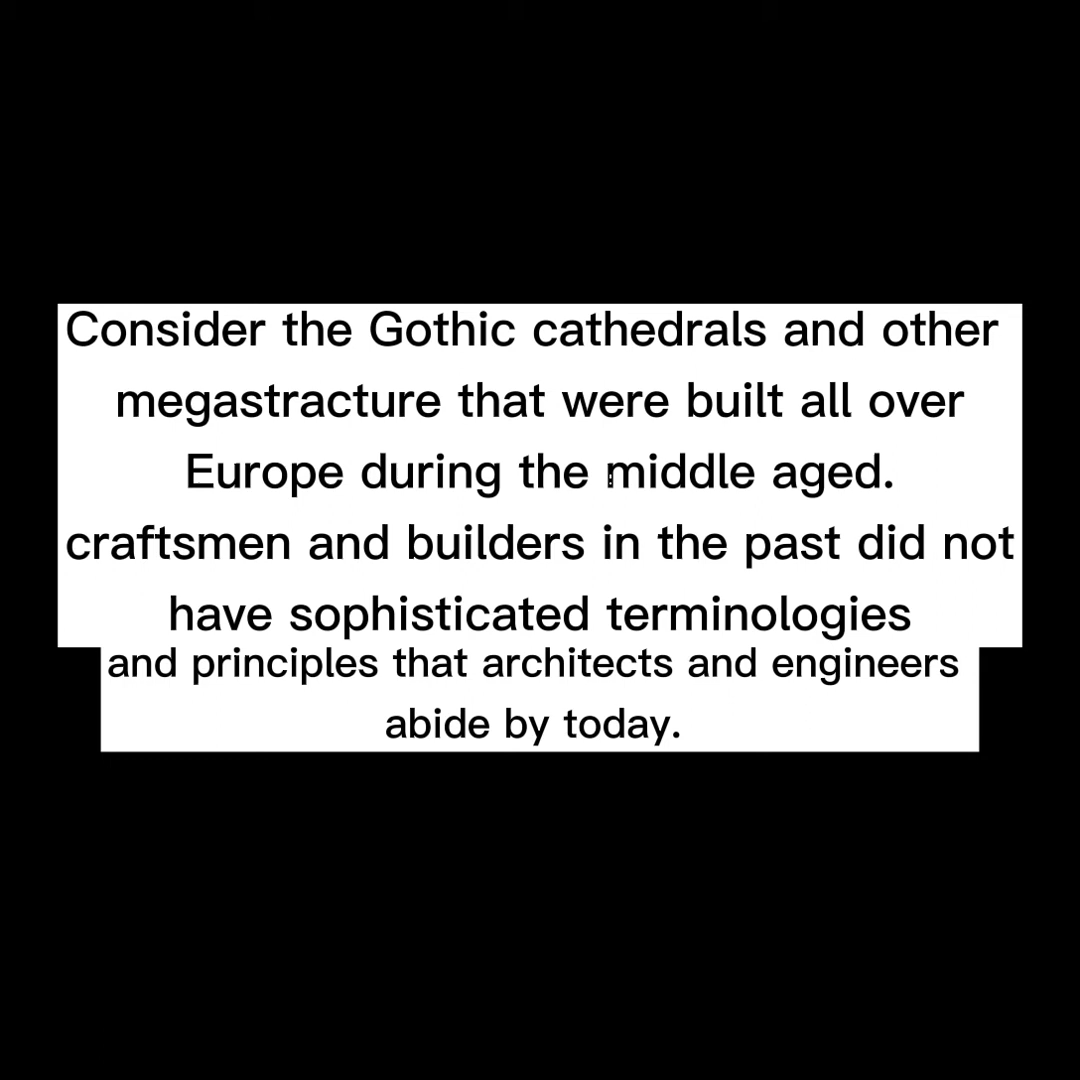 Consider the Gothic cathedrals and other
megastracture that were built all over
Europe during the middle aged.
craftsmen and builders in the past did not
have sophisticated terminologies
and principles that architects and engineers
abide by today.